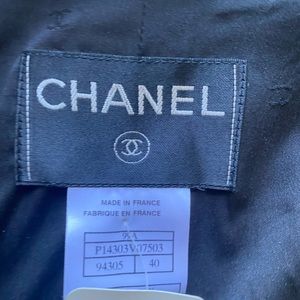 CHANEL
MADE IN FRANCE
FABRIQUE EN FRANCE
P14303V07503
94305 40